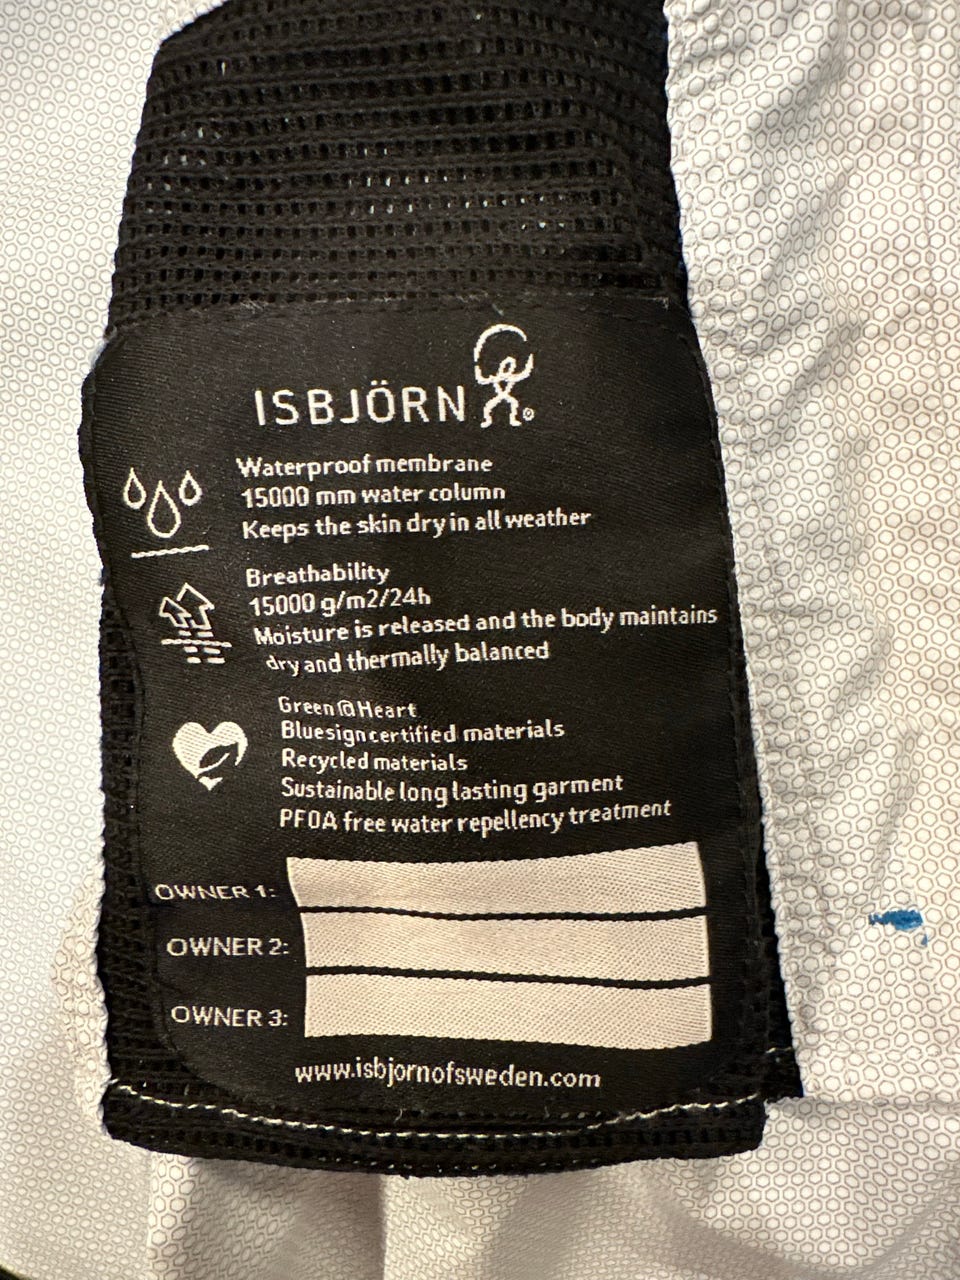 ISBJÖRN
Waterproof membrane
15000 mm water column
Keeps the skin dry in all weather
Breathability
15000 g/m2/24h
Moisture is released and the body maintains
dry and thermally balanced
Green@Heart
Bluesign certified materials
Recycled materials
Sustainable long lasting garment
PFOA free water repellency treatment
OWNER 1:
OWNER 2:
OWNER 3:
www.isbjornofsweden.com